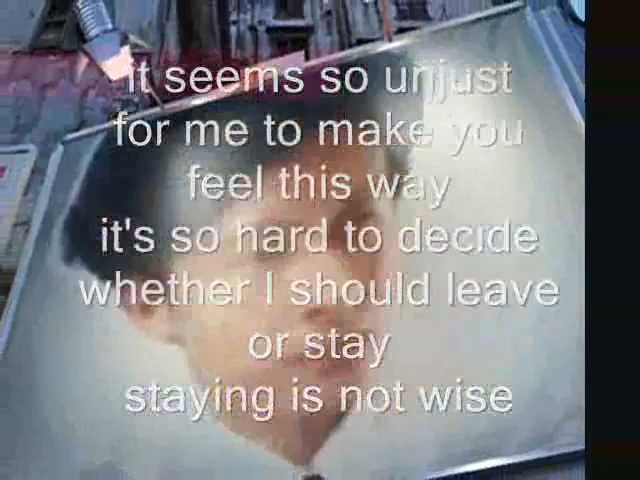 it seems so unjust
for me to make you
feel this way
it's so hard to decide
whether I should leave
or stay
staying is not wise